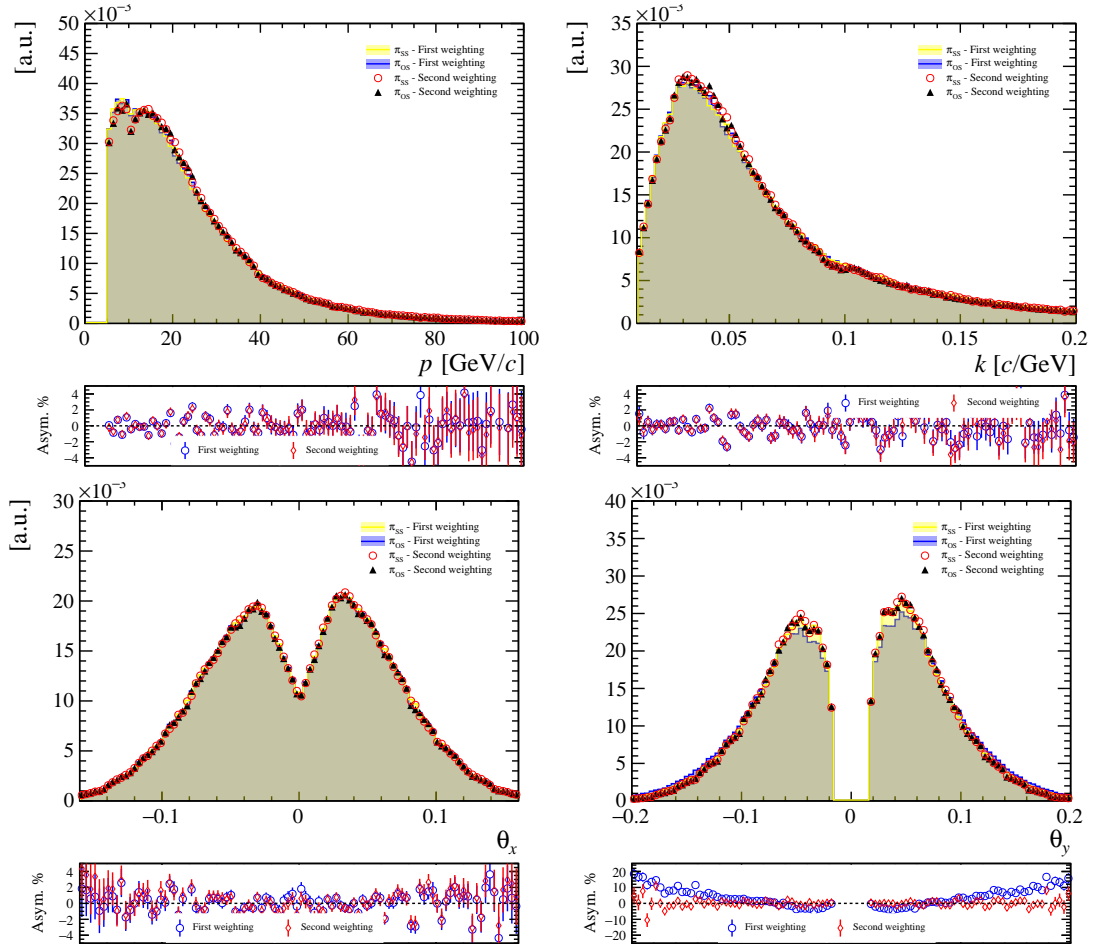 ×10⁻³
[a.u.]
50
45
40
35
30
25
20
15
10
5
0
π_SS - First weighting
π_OS - First weighting
π_SS - Second weighting
π_OS - Second weighting
0 20 40 60 80 100
p [GeV/c]
Asym. %
4
2
0
−2
−4
First weighting Second weighting
×10⁻³
[a.u.]
35
30
25
20
15
10
5
0
π_SS - First weighting
π_OS - First weighting
π_SS - Second weighting
π_OS - Second weighting
0.05 0.1 0.15 0.2
k [c/GeV]
Asym. %
4
2
0
−2
−4
First weighting Second weighting
×10⁻³
[a.u.]
30
25
20
15
10
5
0
π_SS - First weighting
π_OS - First weighting
π_SS - Second weighting
π_OS - Second weighting
−0.1 0 0.1
θ_x
Asym. %
4
2
0
−2
−4
First weighting Second weighting
×10⁻³
40
35
30
25
20
15
10
5
0
π_SS - First weighting
π_OS - First weighting
π_SS - Second weighting
π_OS - Second weighting
−0.2 −0.1 0 0.1 0.2
θ_y
Asym. %
20
10
0
−10
−20
First weighting Second weighting